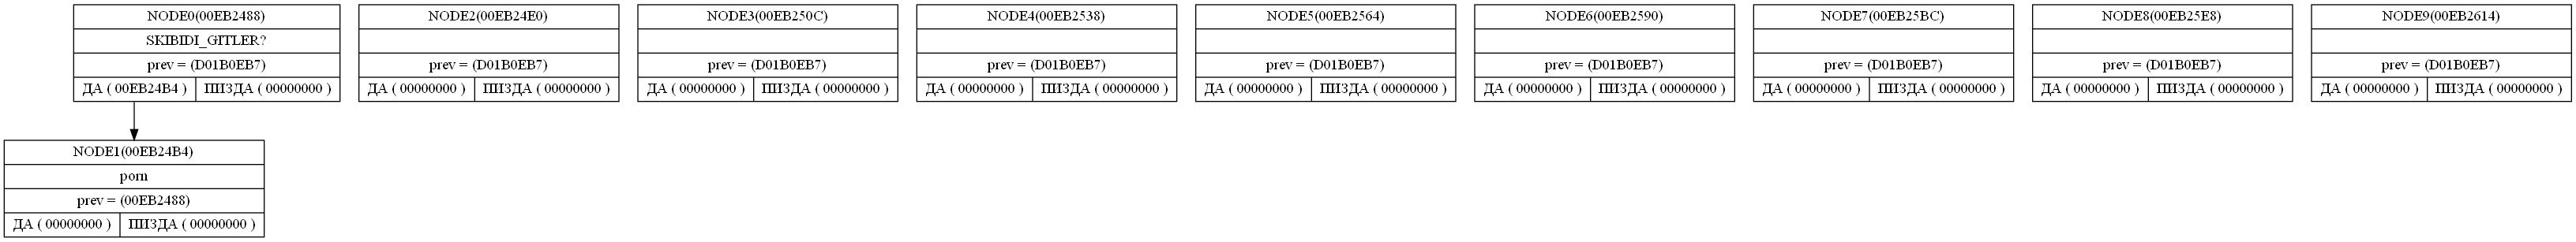 NODE0(00EB2488)
SKIBIDI_GITLER?
prev = (D01B0EB7)
ДА ( 00EB24B4 ) ПИЗДА ( 00000000 )
NODE2(00EB24E0)
prev = (D01B0EB7)
ДА ( 00000000 ) ПИЗДА ( 00000000 )
NODE3(00EB250C)
prev = (D01B0EB7)
ДА ( 00000000 ) ПИЗДА ( 00000000 )
NODE4(00EB2538)
prev = (D01B0EB7)
ДА ( 00000000 ) ПИЗДА ( 00000000 )
NODE5(00EB2564)
prev = (D01B0EB7)
ДА ( 00000000 ) ПИЗДА ( 00000000 )
NODE6(00EB2590)
prev = (D01B0EB7)
ДА ( 00000000 ) ПИЗДА ( 00000000 )
NODE7(00EB25BC)
prev = (D01B0EB7)
ДА ( 00000000 ) ПИЗДА ( 00000000 )
NODE8(00EB25E8)
prev = (D01B0EB7)
ДА ( 00000000 ) ПИЗДА ( 00000000 )
NODE9(00EB2614)
prev = (D01B0EB7)
ДА ( 00000000 ) ПИЗДА ( 00000000 )
NODE1(00EB24B4)
porn
prev = (00EB2488)
ДА ( 00000000 ) ПИЗДА ( 00000000 )